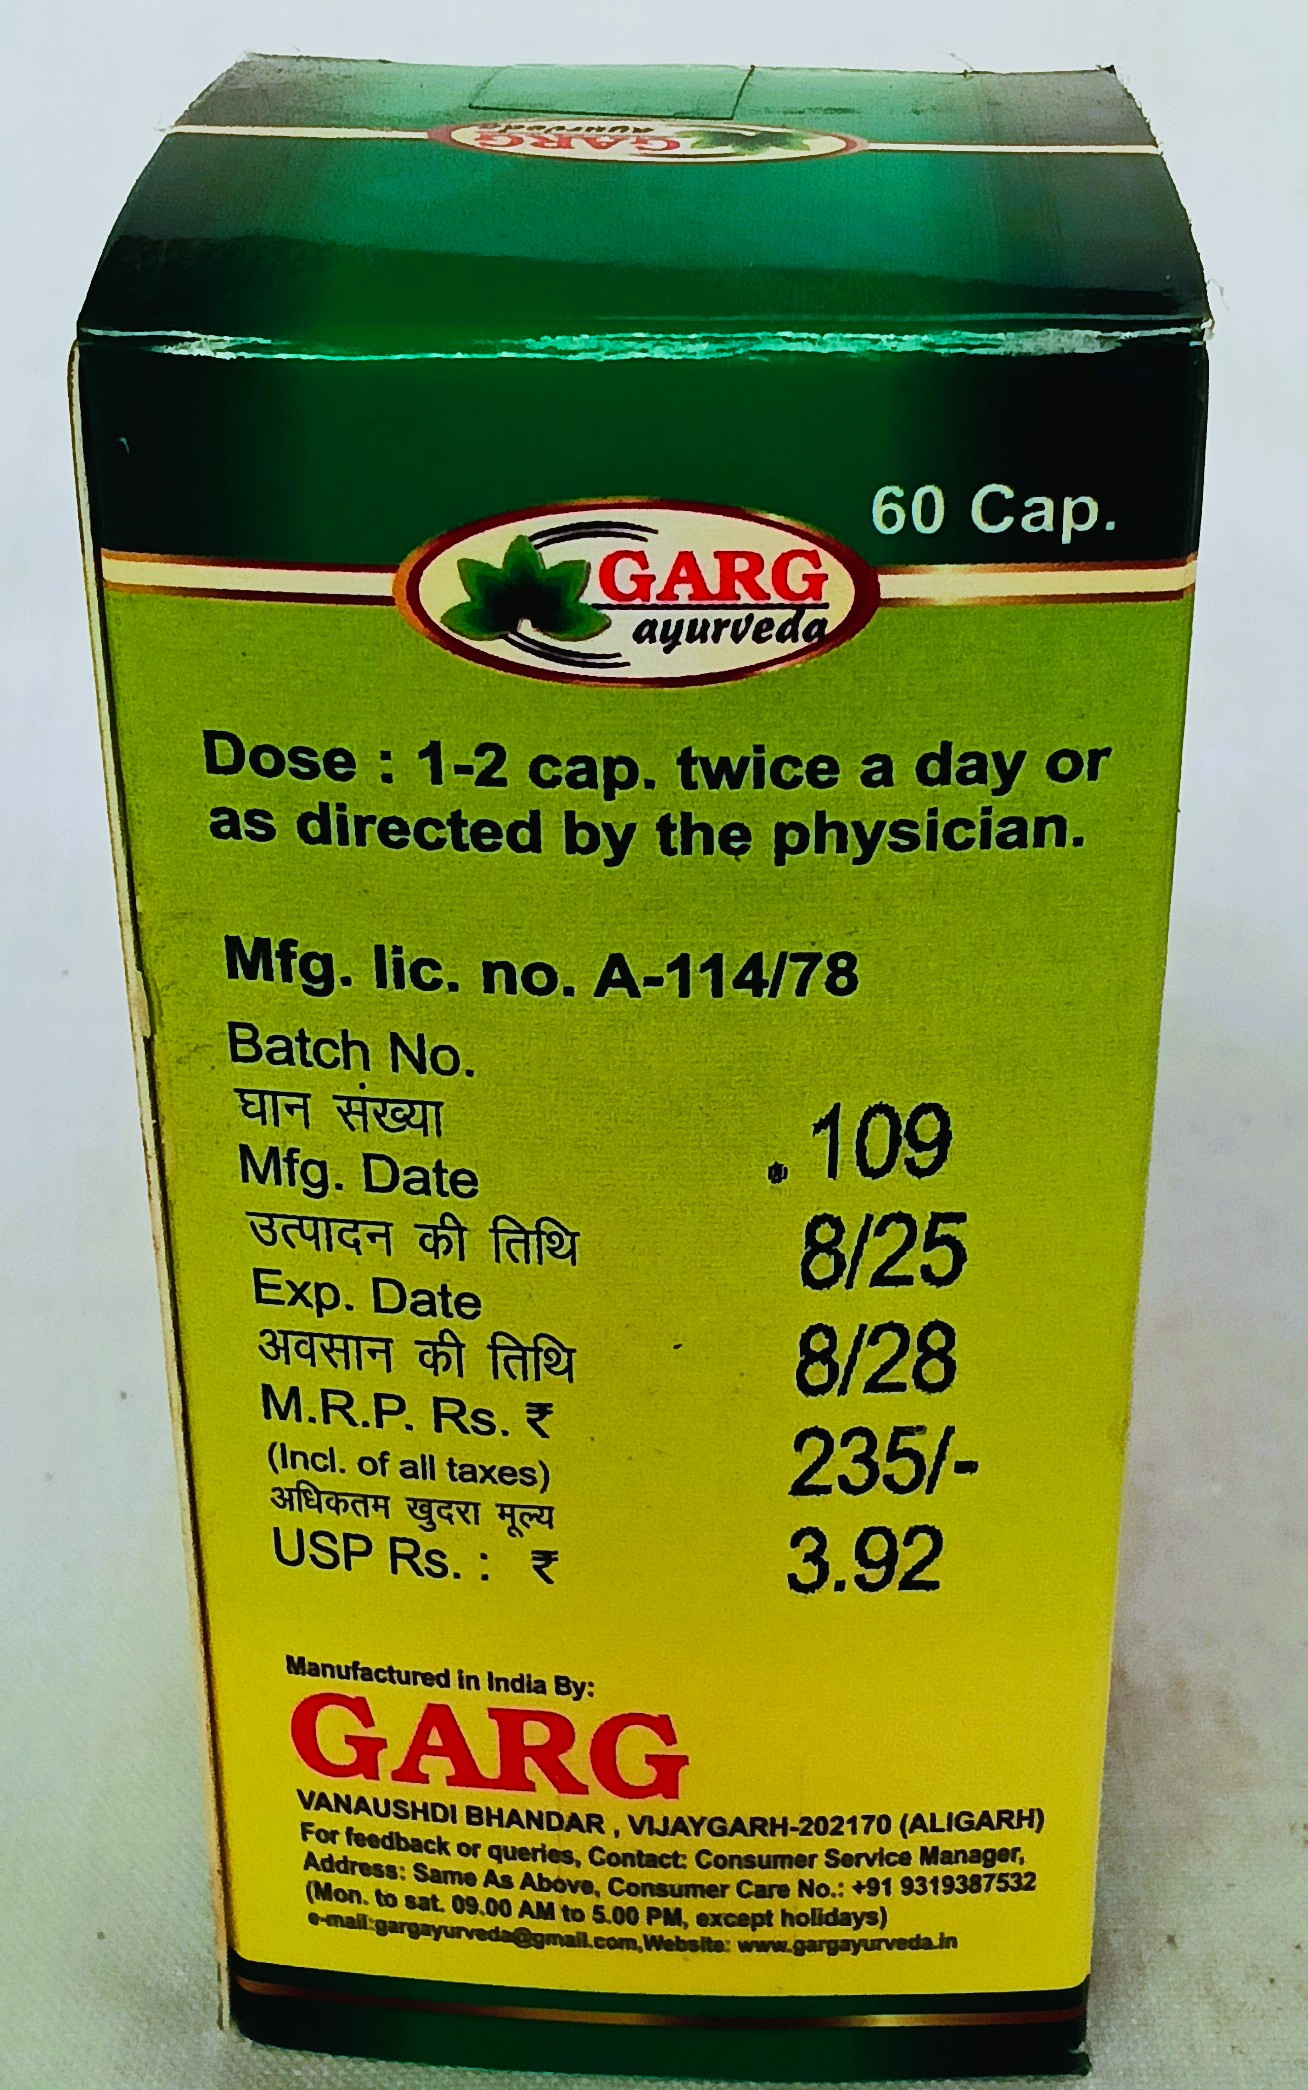 GARG
ayurveda
60 Cap.
GARG
ayurveda
Dose : 1-2 cap. twice a day or
as directed by the physician.
Mfg. lic. no. A-114/78
Batch No.
घान संख्या .109
Mfg. Date
उत्पादन की तिथि 8/25
Exp. Date
अवसान की तिथि 8/28
M.R.P. Rs. ₹
(Incl. of all taxes) 235/-
अधिकतम खुदरा मूल्य
USP Rs. : ₹ 3.92
Manufactured in India By:
GARG
VANAUSHDI BHANDAR , VIJAYGARH-202170 (ALIGARH)
For feedback or queries, Contact: Consumer Service Manager,
Address: Same As Above, Consumer Care No.: +91 9319387532
(Mon. to sat. 09.00 AM to 5.00 PM, except holidays)
e-mail:gargayurveda@gmail.com,Website: www.gargayurveda.in